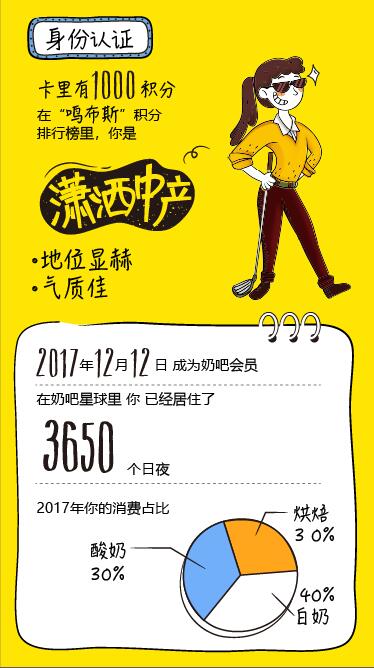 身份认证
卡里有1000积分
在“鸣布斯”积分
排行榜里，你是
潇洒中产
•地位显赫
•气质佳
2017年12月12日 成为奶吧会员
在奶吧星球里 你 已经居住了
3650 个日夜
2017年你的消费占比
烘焙
30%
酸奶
30%
40%
白奶